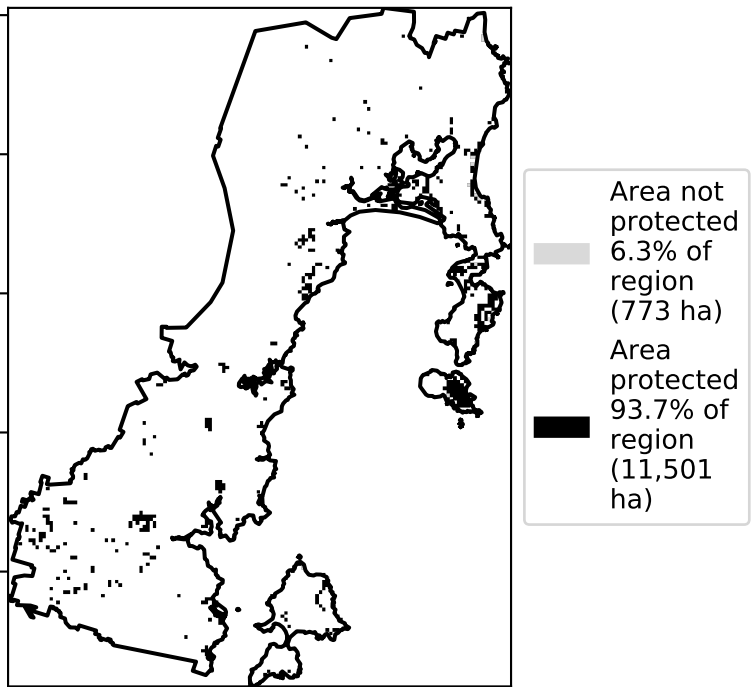 Area not
protected
6.3% of
region
(773 ha)
Area
protected
93.7% of
region
(11,501
ha)